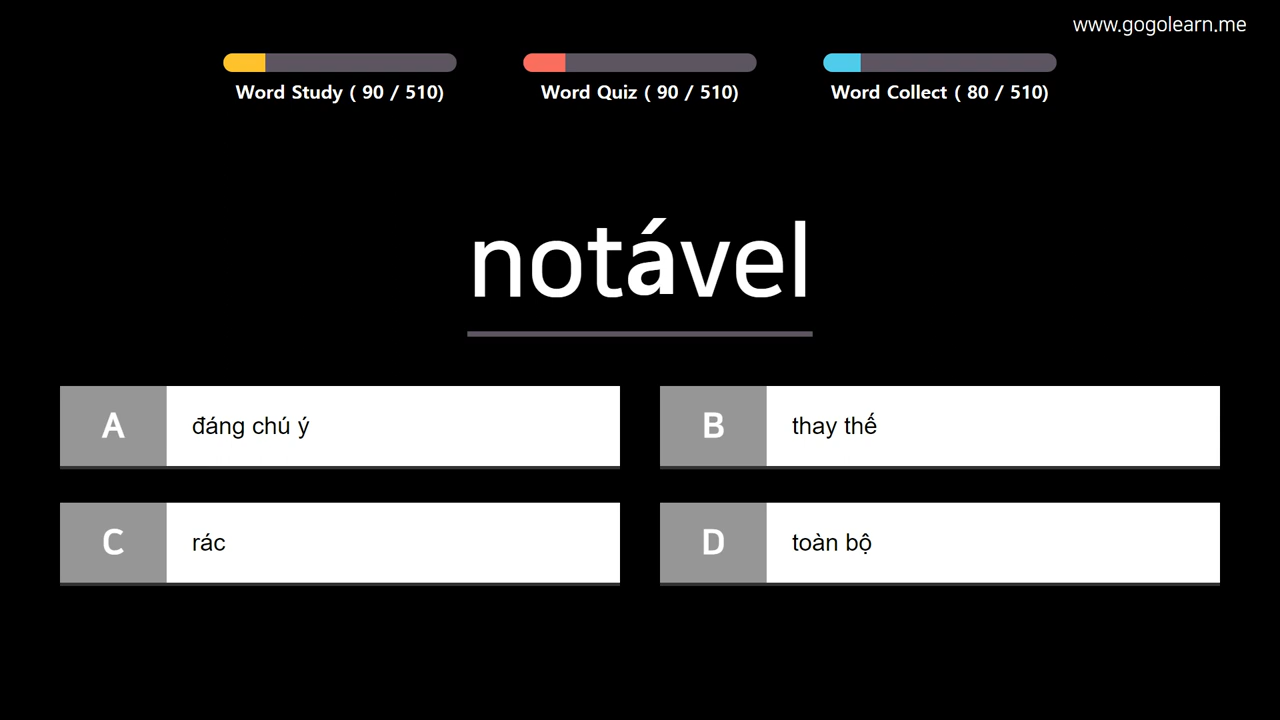 www.gogolearn.me
Word Study ( 90 / 510)
Word Quiz ( 90 / 510)
Word Collect ( 80 / 510)
notável
A
đáng chú ý
B
thay thế
C
rác
D
toàn bộ